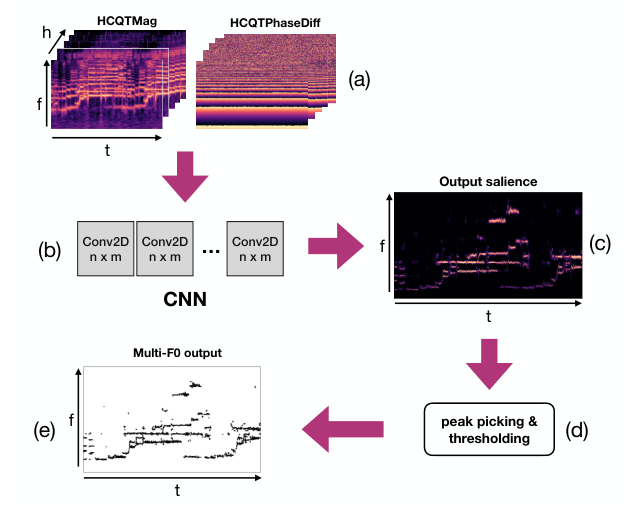 HCQTMag
HCQTPhaseDiff
h
f
t
(a)
(b)
Conv2D
n x m
Conv2D
n x m
...
Conv2D
n x m
CNN
Output salience
f
t
(c)
peak picking &
thresholding
(d)
Multi-F0 output
f
t
(e)